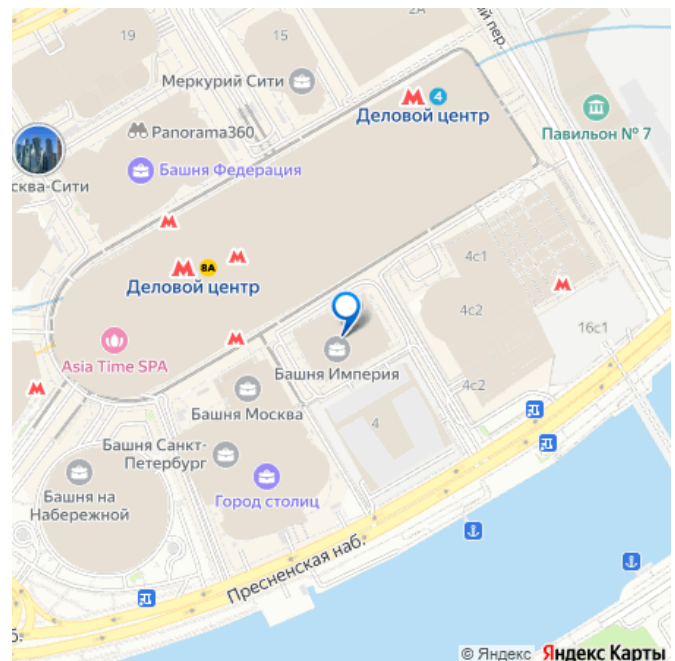 2А
19
15
ый пер.
Меркурий Сити
4
Деловой центр
Panorama360
Павильон № 7
сква-Сити
Башня Федерация
8А
Деловой центр
4с1
4с2
16с1
Asia Time SPA
Башня Империя
4с2
Башня Москва
4
Башня Санкт-
Петербург
Башня на
Набережной
Город столиц
Пресненская наб.
б.
© Яндекс Яндекс Карты